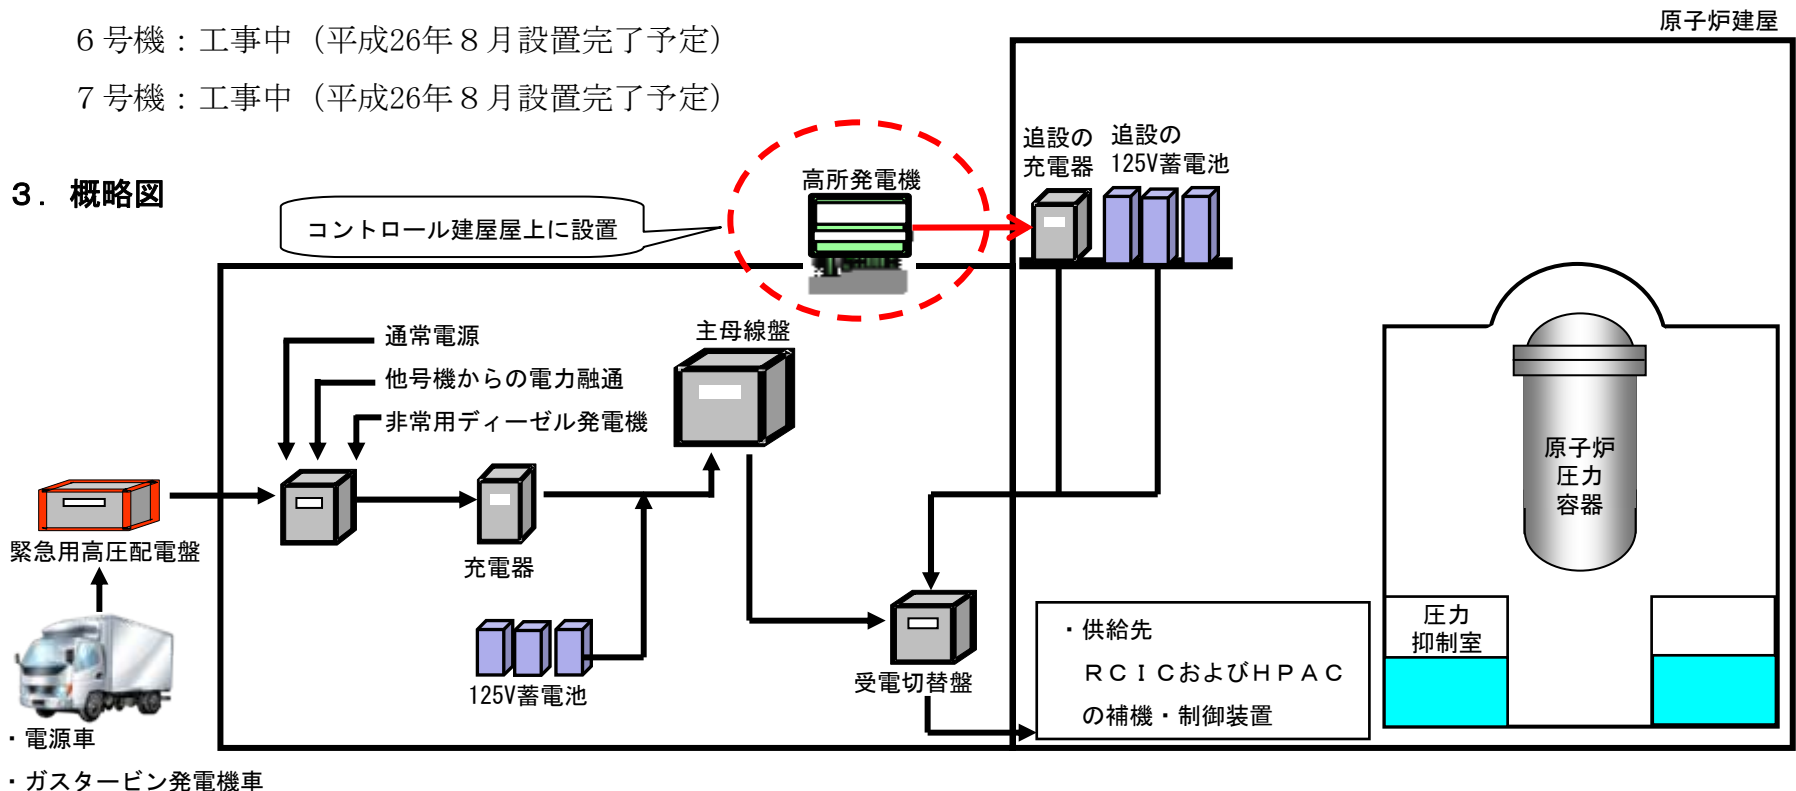 原子炉建屋
６号機：工事中（平成26年８月設置完了予定）
７号機：工事中（平成26年８月設置完了予定）
３．概略図
コントロール建屋屋上に設置
高所発電機
追設の
充電器
追設の
125V蓄電池
通常電源
他号機からの電力融通
非常用ディーゼル発電機
主母線盤
緊急用高圧配電盤
充電器
125V蓄電池
受電切替盤
・供給先
ＲＣＩＣおよびＨＰＡＣ
の補機・制御装置
原子炉
圧力
容器
圧力
抑制室
・電源車
・ガスタービン発電機車